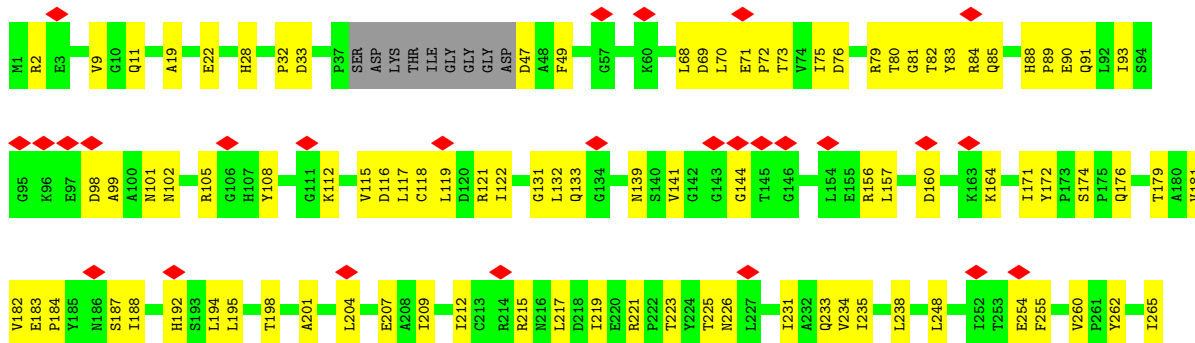 M1 R2 E3 V9 G10 Q11 A19 E22 H28 P32 D33 P37 SER ASP LYS THR ILE GLY GLY GLY ASP D47 A48 F49 G57 K60 L68 D69 L70 E71 P72 T73 V74 I75 D76 R79 T80 G81 T82 Y83 R84 Q85 H88 P89 E90 Q91 L92 I93 S94
G95 K96 E97 D98 A99 A100 N101 N102 R105 G106 H107 Y108 G111 K112 V115 D116 L117 C118 L119 D120 R121 I122 G131 L132 Q133 G134 N139 S140 V141 G142 G143 G144 T145 G146 L154 E155 R156 L157 D160 K163 K164 I171 Y172 P173 S174 P175 Q176 T179 A180 V181
V182 E183 P184 Y185 N186 S187 I188 H192 S193 L194 L195 T198 A201 L204 E207 A208 I209 I212 C213 R214 R215 N216 L217 D218 I219 E220 R221 P222 T223 Y224 T225 N226 L227 I231 A232 Q233 V234 I235 L238 L248 I252 T253 E254 F255 V260 P261 Y262 I265